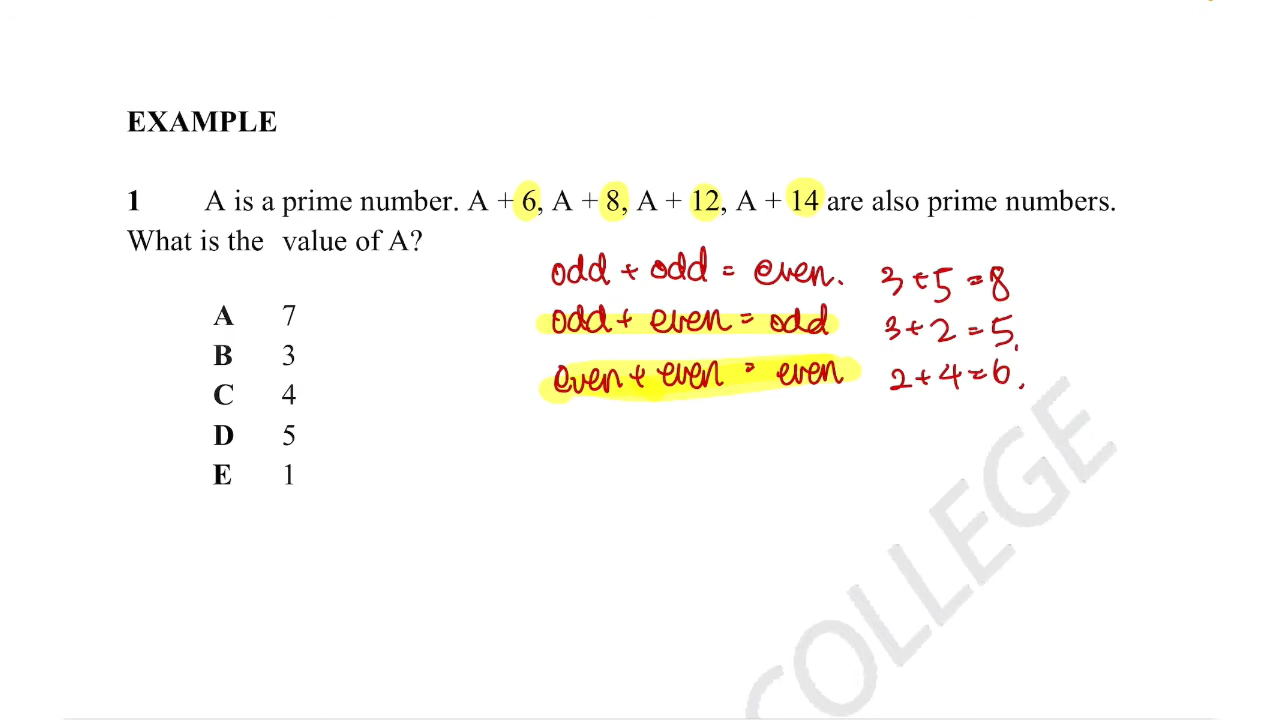 EXAMPLE
1 A is a prime number. A + 6, A + 8, A + 12, A + 14 are also prime numbers.
What is the value of A?
odd + odd = even. 3 + 5 = 8
A 7
odd + even = odd 3 + 2 = 5.
B 3
even + even = even 2 + 4 = 6.
C 4
D 5
E 1
COLLEGE